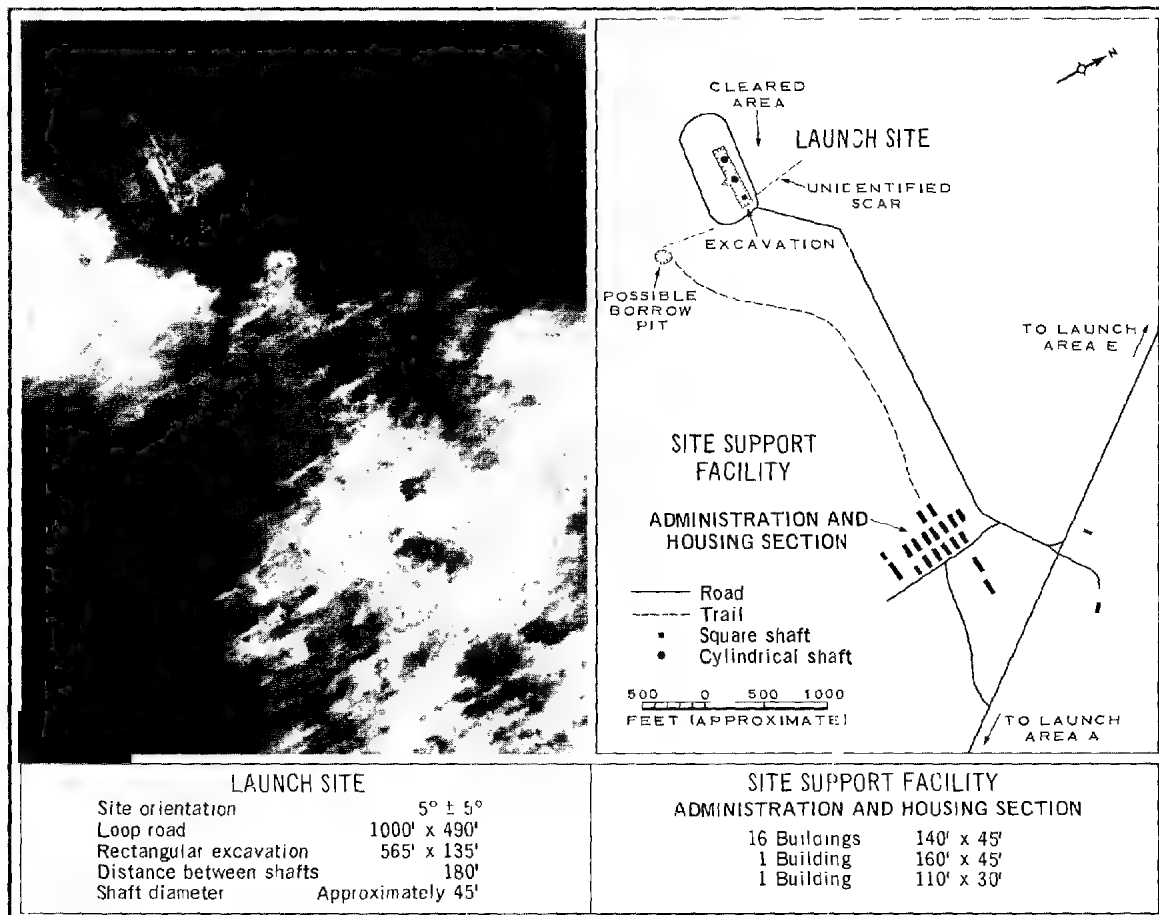 N
CLEARED
AREA
LAUNCH SITE
UNIDENTIFIED
SCAR
EXCAVATION
POSSIBLE
BORROW
PIT
TO LAUNCH
AREA E
SITE SUPPORT
FACILITY
ADMINISTRATION AND
HOUSING SECTION
Road
Trail
Square shaft
Cylindrical shaft
500 0 500 1000
FEET (APPROXIMATE)
TO LAUNCH
AREA A
LAUNCH SITE
Site orientation 5° ± 5°
Loop road 1000' x 490'
Rectangular excavation 565' x 135'
Distance between shafts 180'
Shaft diameter Approximately 45'
SITE SUPPORT FACILITY
ADMINISTRATION AND HOUSING SECTION
16 Buildings 140' x 45'
1 Building 160' x 45'
1 Building 110' x 30'